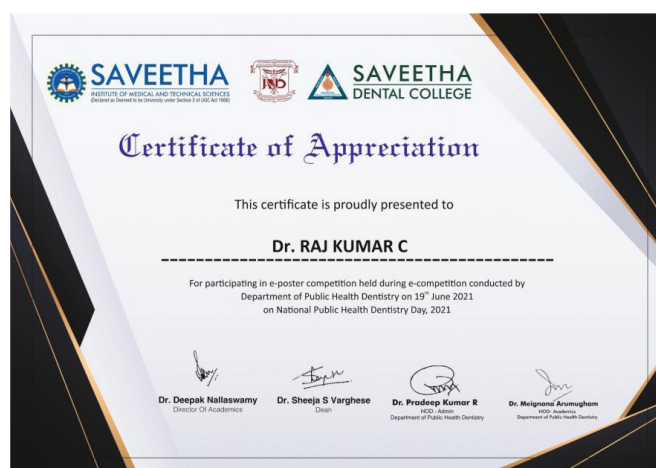 SAVEETHA
INSTITUTE OF MEDICAL AND TECHNICAL SCIENCES
(Declared as Deemed to be University under Section 3 of UGC Act 1956)
SAVEETHA
DENTAL COLLEGE
Certificate of Appreciation
This certificate is proudly presented to
Dr. RAJ KUMAR C
For participating in e-poster competition held during e-competition conducted by
Department of Public Health Dentistry on 19th June 2021
on National Public Health Dentistry Day, 2021
Dr. Deepak Nallaswamy
Director Of Academics
Dr. Sheeja S Varghese
Dean
Dr. Pradeep Kumar R
HOD - Admin
Department of Public Health Dentistry
Dr. Meignana Arumugham
HOD- Academics
Department of Public Health Dentistry